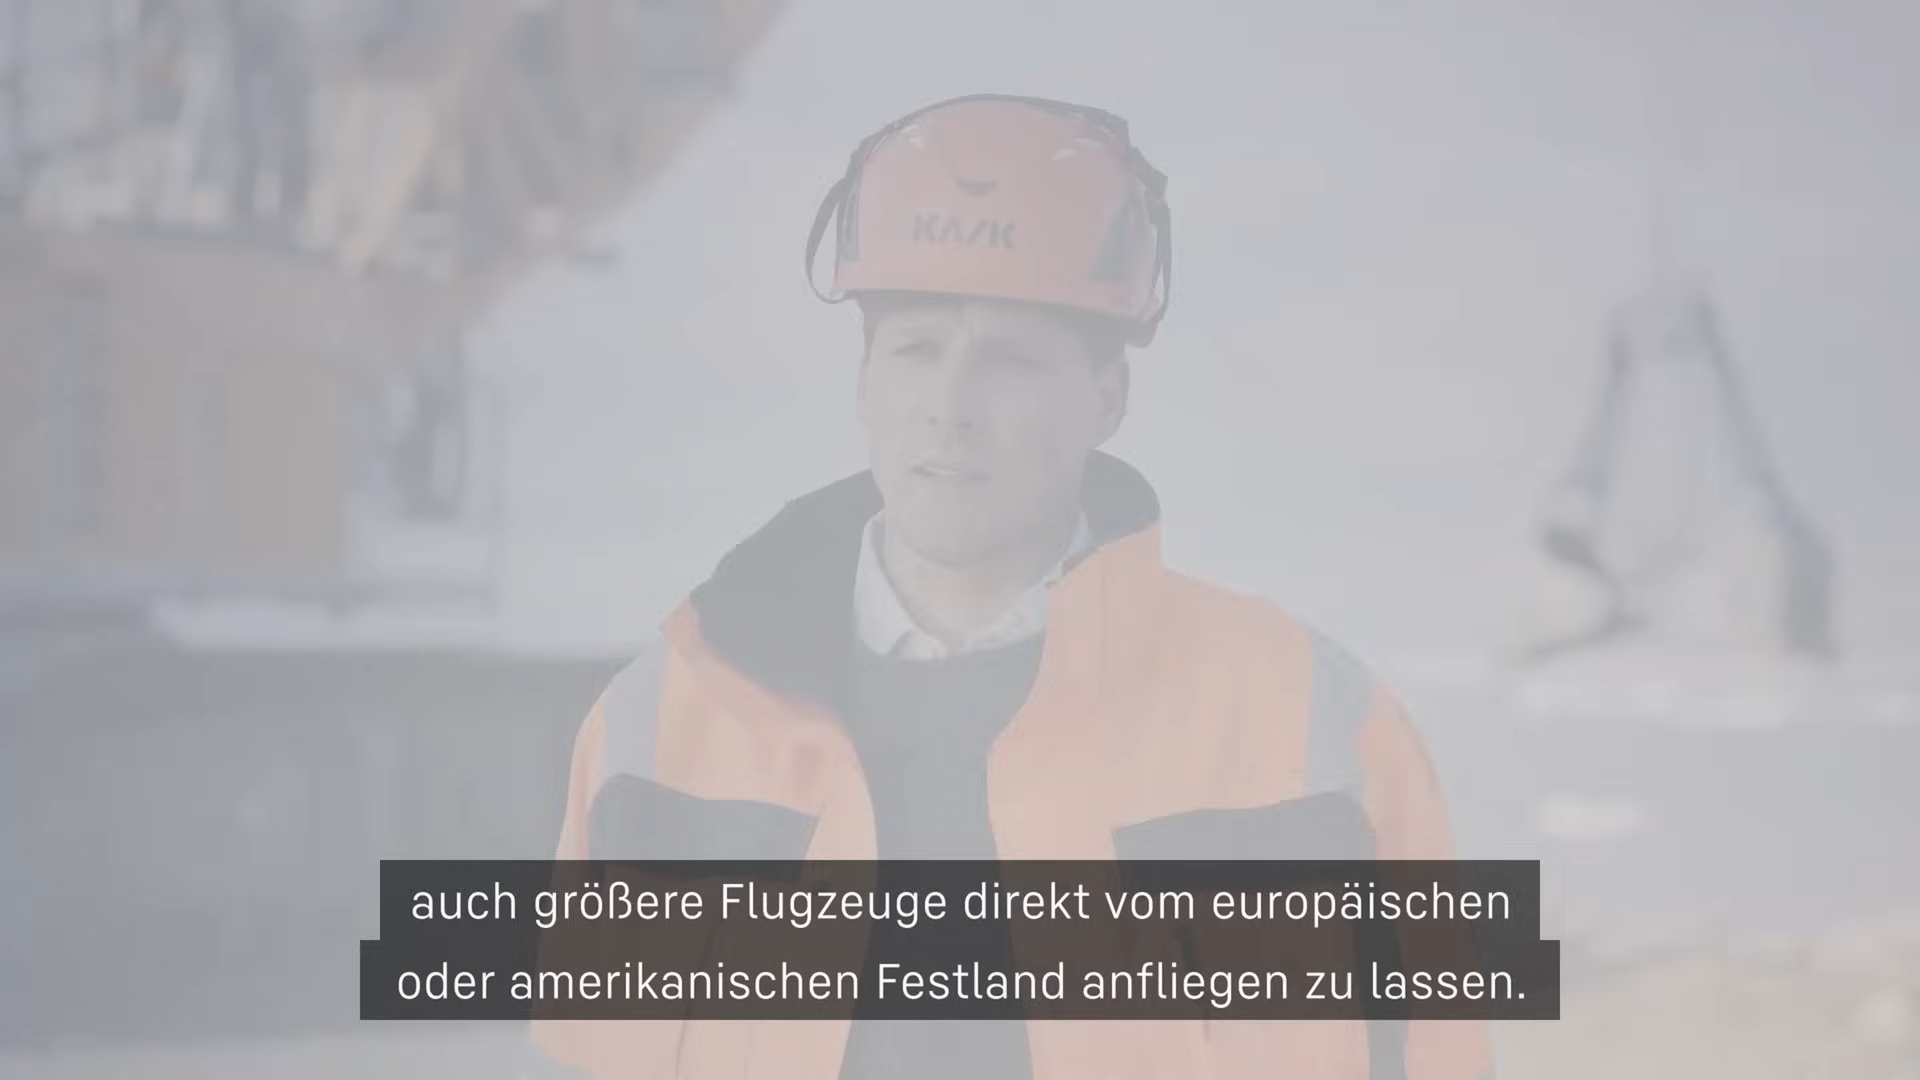 KASK
auch größere Flugzeuge direkt vom europäischen
oder amerikanischen Festland anfliegen zu lassen.